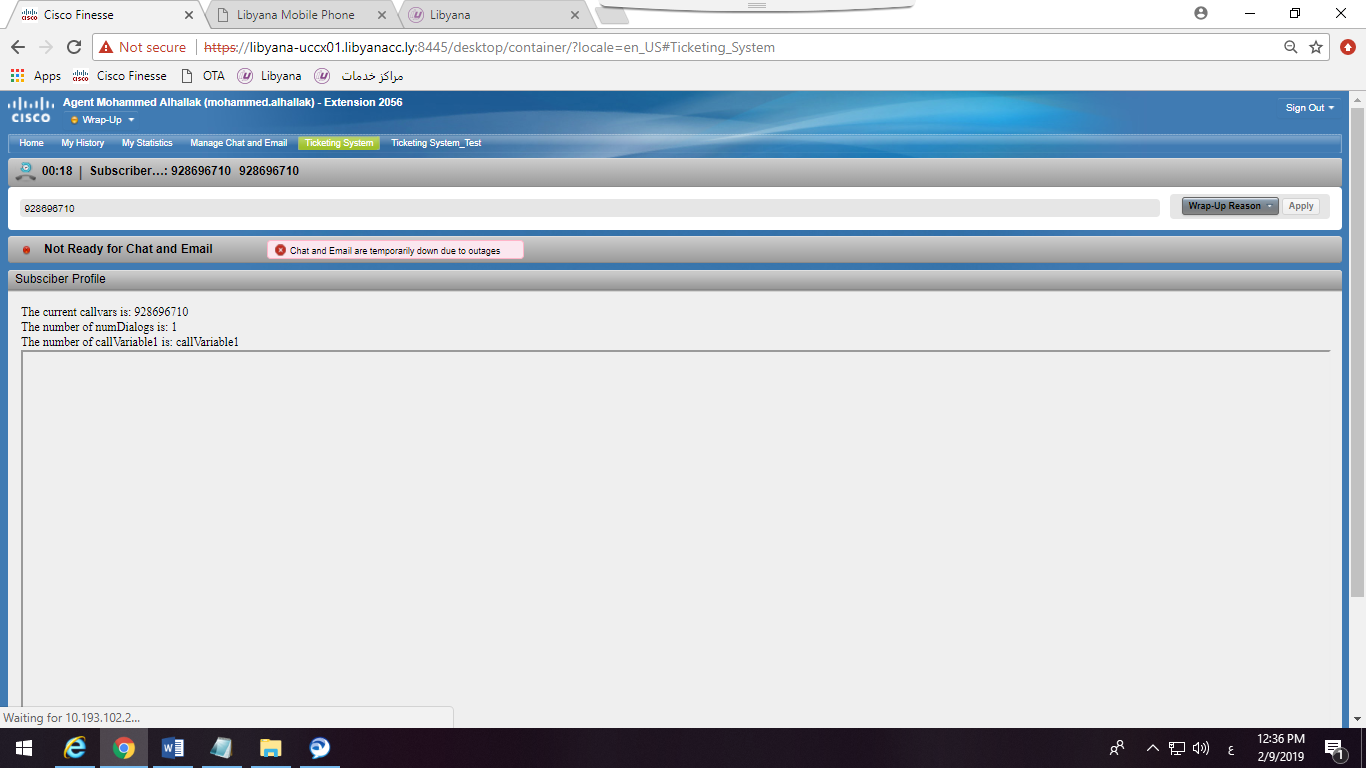 Cisco Finesse
Libyana Mobile Phone
Libyana
Not secure
https://libyana-uccx01.libyanacc.ly:8445/desktop/container/?locale=en_US#Ticketing_System
Apps
cisco
Cisco Finesse
OTA
Libyana
مراكز خدمات
CISCO
Agent Mohammed Alhallak (mohammed.alhallak) - Extension 2056
Wrap-Up
Sign Out
Home My History My Statistics Manage Chat and Email Ticketing System Ticketing System_Test
00:18 | Subscriber...: 928696710 928696710
928696710
Wrap-Up Reason
Apply
Not Ready for Chat and Email
Chat and Email are temporarily down due to outages
Subsciber Profile
The current callvars is: 928696710
The number of numDialogs is: 1
The number of callVariable1 is: callVariable1
Waiting for 10.193.102.2...
ع
12:36 PM
2/9/2019
1